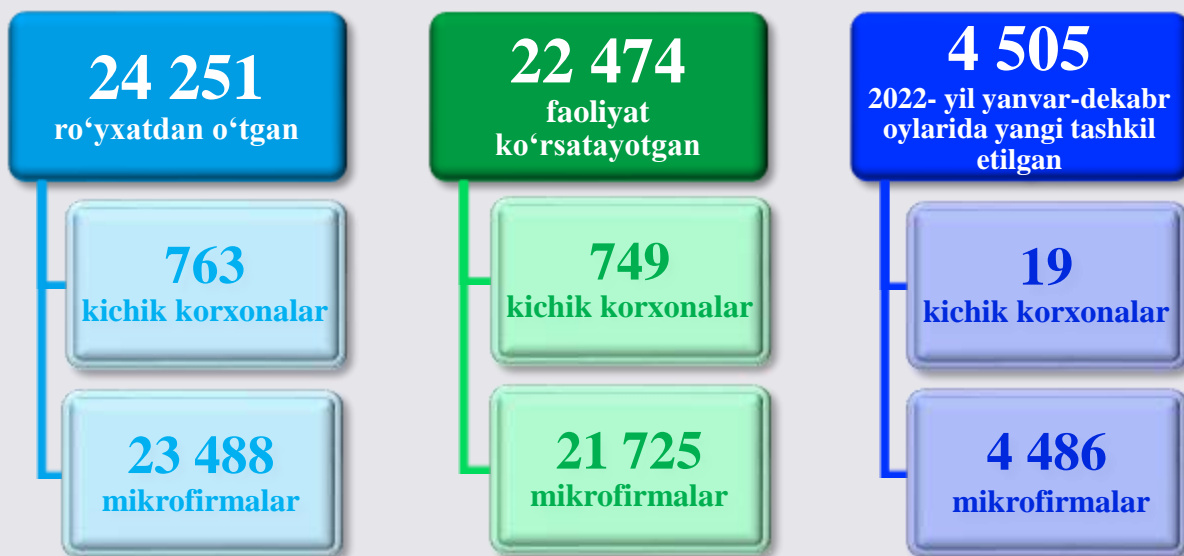 24 251
ro‘yxatdan o‘tgan
763
kichik korxonalar
23 488
mikrofirmalar
22 474
faoliyat
ko‘rsatayotgan
749
kichik korxonalar
21 725
mikrofirmalar
4 505
2022- yil yanvar-dekabr
oylarida yangi tashkil
etilgan
19
kichik korxonalar
4 486
mikrofirmalar